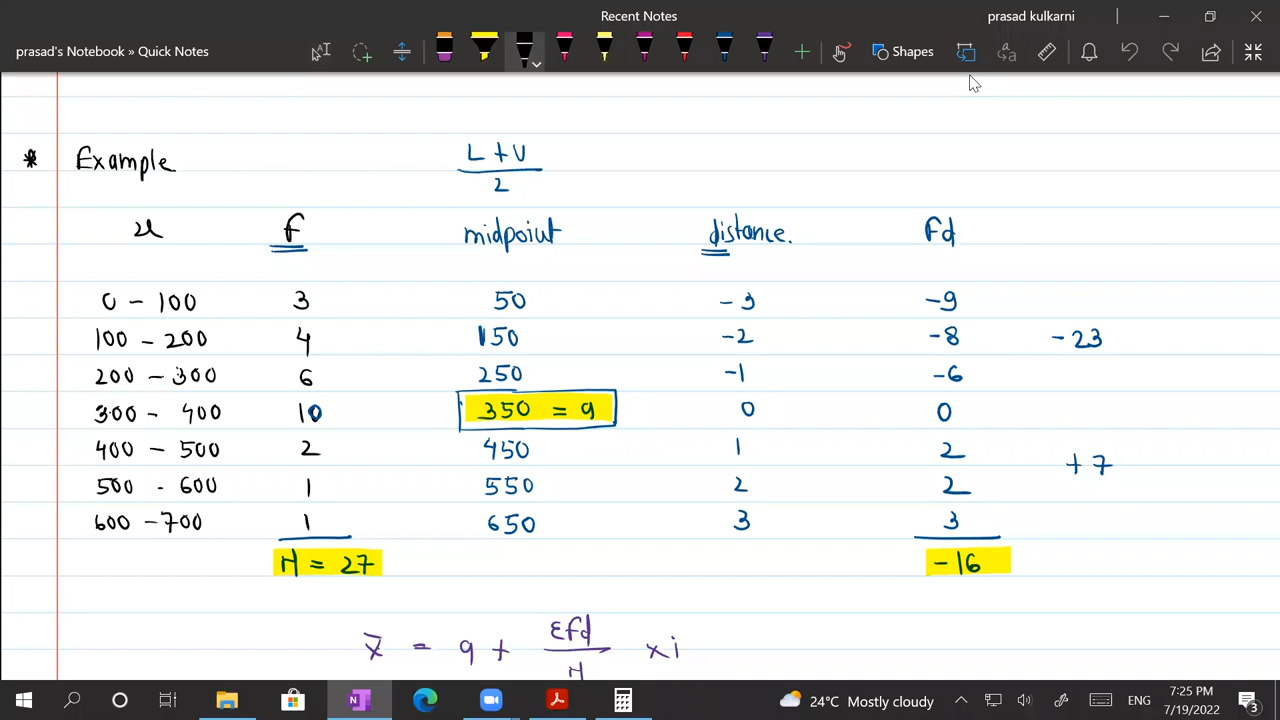 Recent Notes
prasad kulkarni
prasad's Notebook » Quick Notes
Shapes
* Example
L + U
2
x f midpoint distance. Fd
0 - 100 3 50 -3 -9
100 - 200 4 150 -2 -8 -23
200 - 300 6 250 -1 -6
300 - 400 10 350 = a 0 0
400 - 500 2 450 1 2 +7
500 - 600 1 550 2 2
600 - 700 1 650 3 3
N = 27 -16
x̄ = a + Σfd x i
N
24°C Mostly cloudy
ENG
7:25 PM
7/19/2022
3